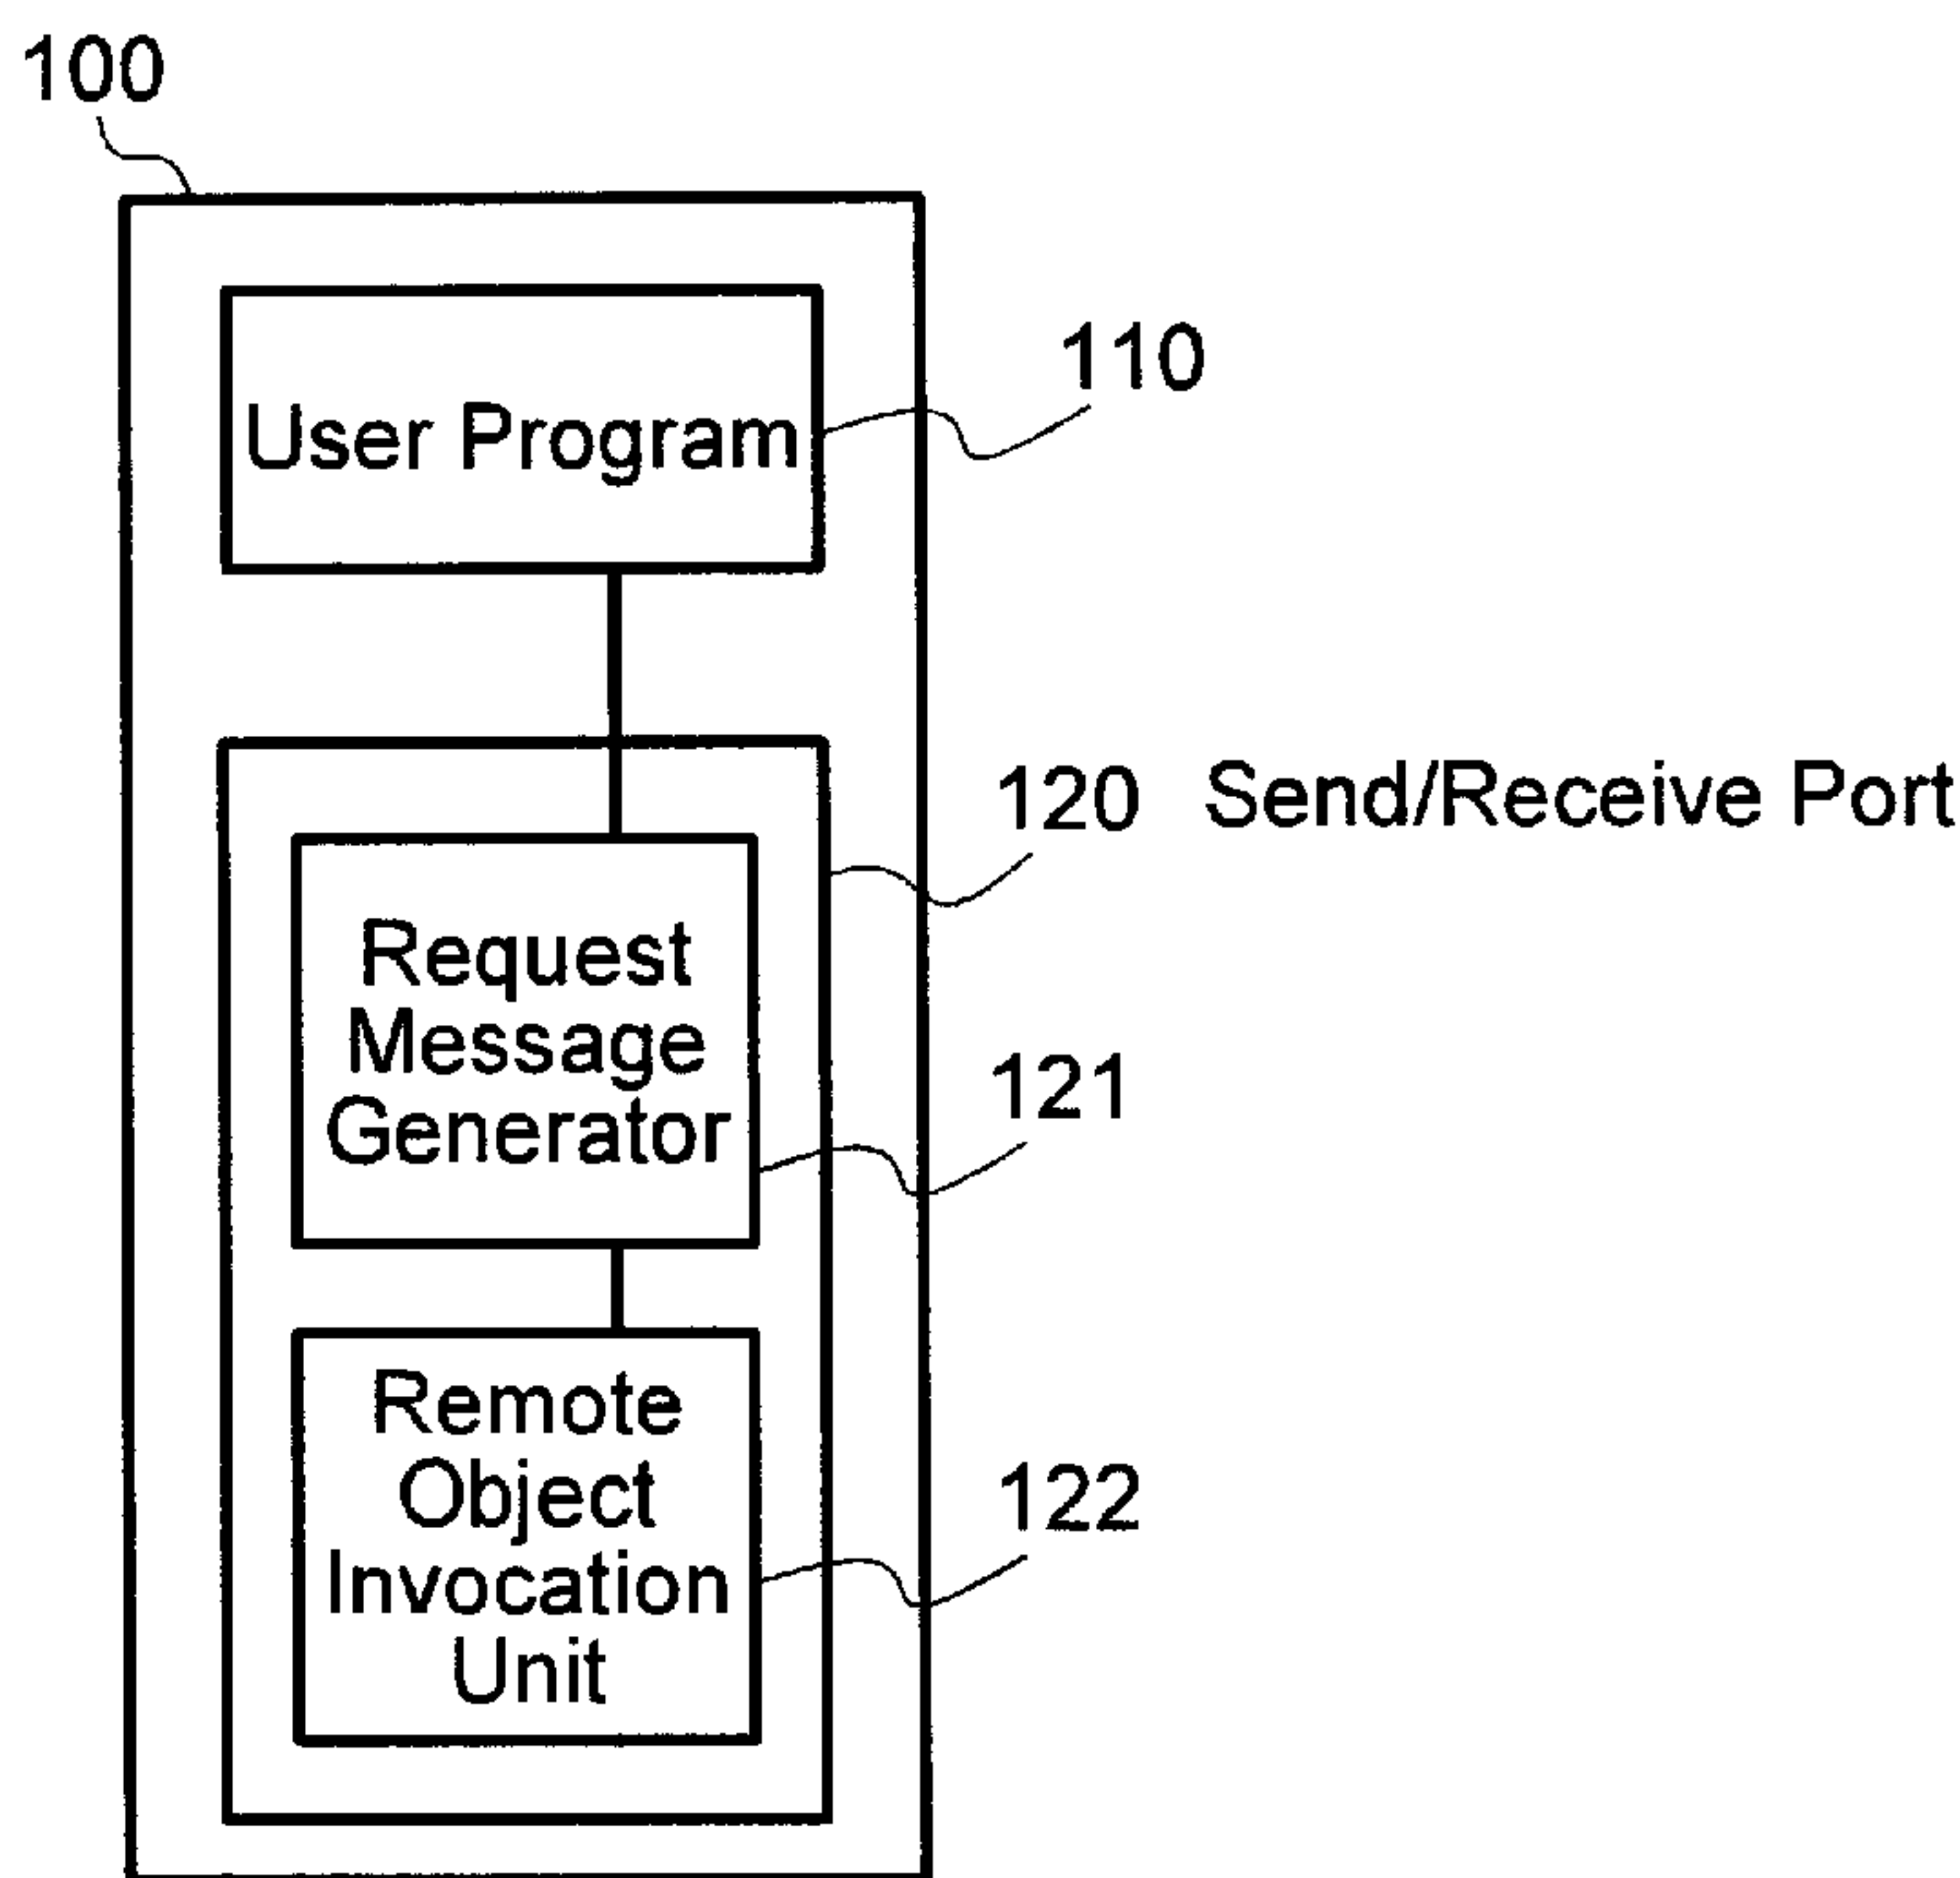 100
User Program
110
120 Send/Receive Port
Request
Message
Generator
121
Remote
Object
Invocation
Unit
122